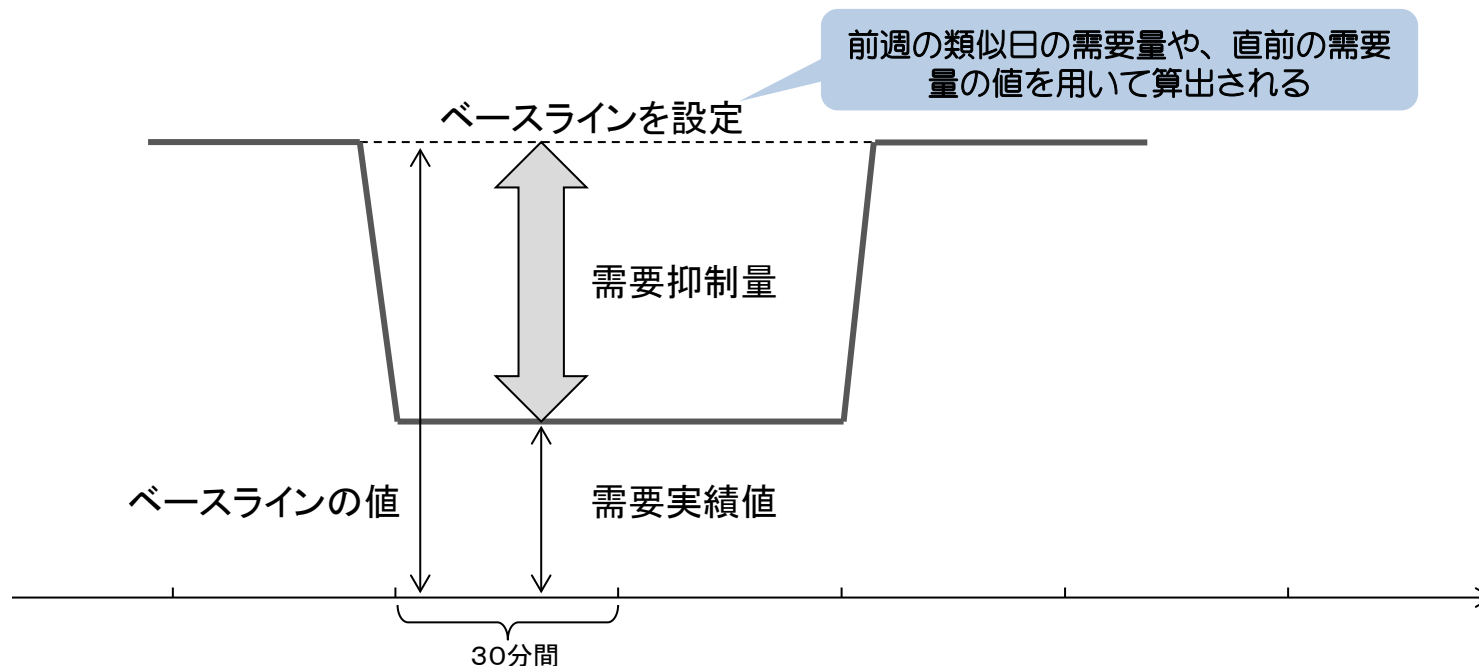 前週の類似日の需要量や、直前の需要
量の値を用いて算出される
ベースラインを設定
需要抑制量
ベースラインの値
需要実績値
30分間